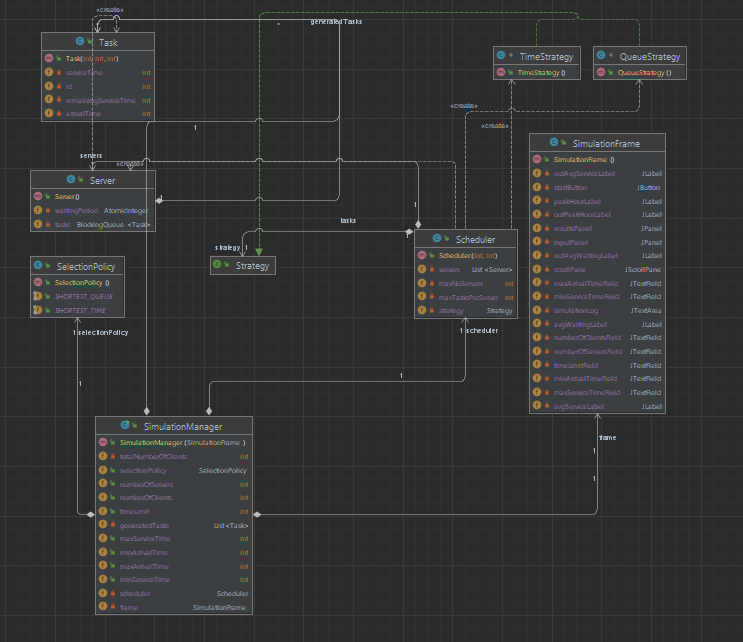 «create»
generatedTasks
*
Task
Task(int, int, int)
serviceTime int
id int
remainingServiceTime int
arrivalTime int
TimeStrategy
TimeStrategy ()
QueueStrategy
QueueStrategy ()
«create»
«create»
1
servers
«create»
Server
Server()
waitingPeriod AtomicInteger
tasks BlockingQueue <Task>
SimulationFrame
SimulationFrame ()
outAvgServiceLabel JLabel
startButton JButton
peakHourLabel JLabel
outPeakHourLabel JLabel
resultsPanel JPanel
inputPanel JPanel
outAvgWaitingLabel JLabel
scrollPane JScrollPane
maxArrivalTimeField JTextField
minServiceTimeField JTextField
simulationLog JTextArea
avgWaitingLabel JLabel
numberOfClientsField JTextField
numberOfServersField JTextField
timeLimitField JTextField
minArrivalTimeField JTextField
maxServiceTimeField JTextField
avgServiceLabel JLabel
1
1
tasks
1
strategy 1
Strategy
Scheduler
Scheduler(int, int)
servers List <Server>
maxNoServers int
maxTasksPerServer int
strategy Strategy
SelectionPolicy
SelectionPolicy ()
SHORTEST_QUEUE
SHORTEST_TIME
1 selectionPolicy
1 scheduler
1
1
SimulationManager
SimulationManager (SimulationFrame )
totalNumberOfClients int
selectionPolicy SelectionPolicy
numberOfServers int
numberOfClients int
timeLimit int
generatedTasks List <Task>
maxServiceTime int
minArrivalTime int
maxArrivalTime int
minServiceTime int
scheduler Scheduler
frame SimulationFrame
frame
1
1